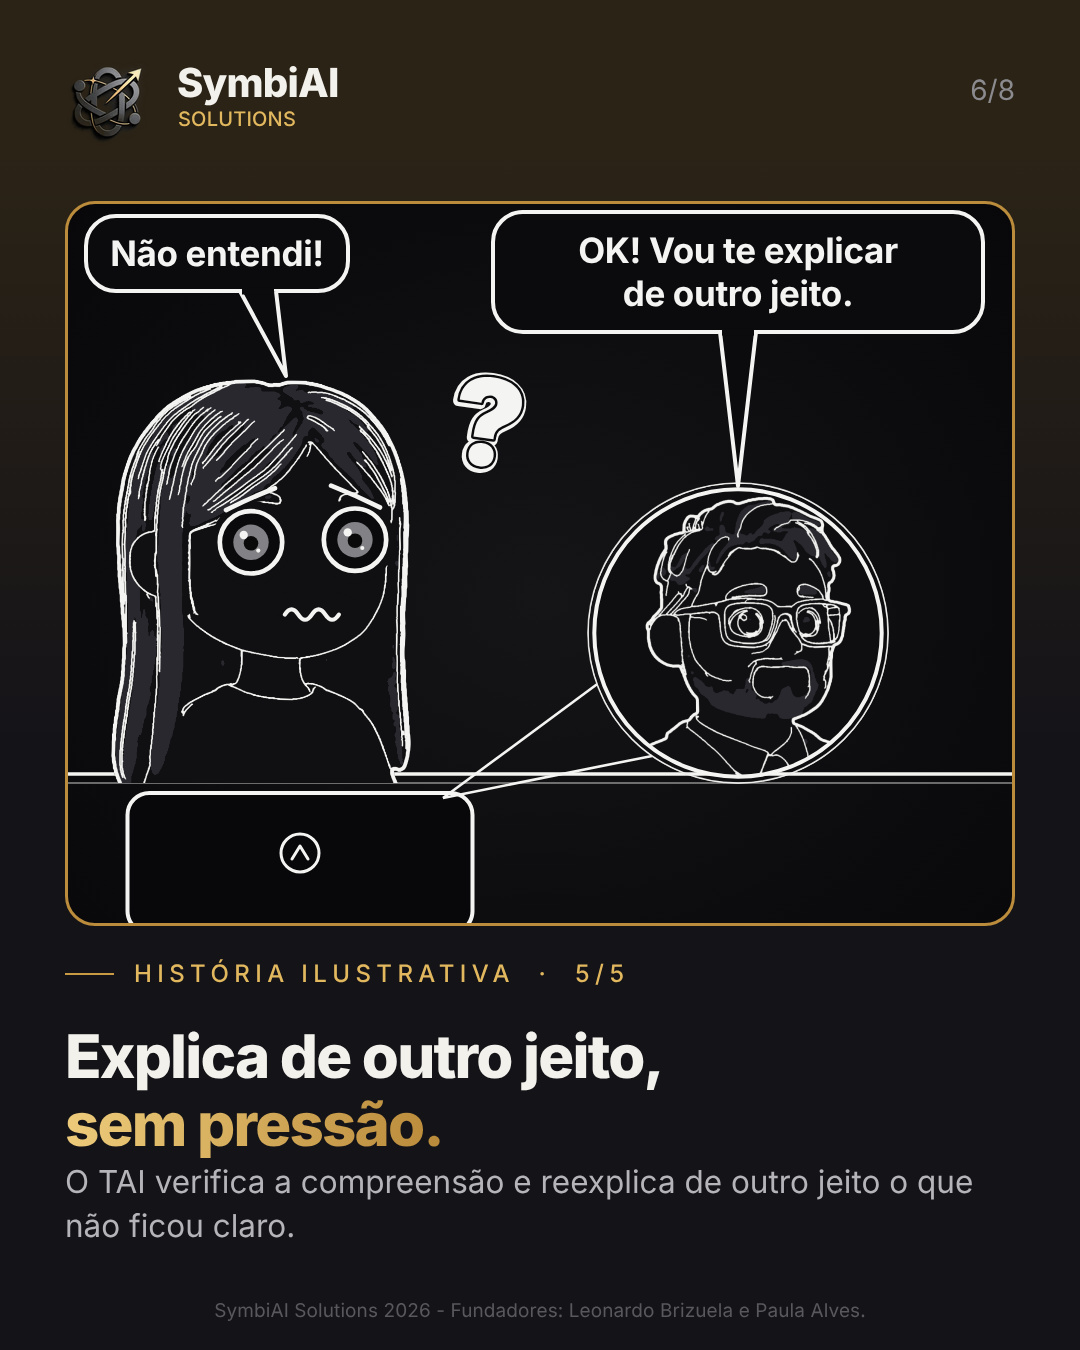 SymbiAI
SOLUTIONS
6/8
Não entendi!
OK! Vou te explicar
de outro jeito.
?
HISTÓRIA ILUSTRATIVA · 5/5
Explica de outro jeito,
sem pressão.
O TAI verifica a compreensão e reexplica de outro jeito o que
não ficou claro.
SymbiAI Solutions 2026 - Fundadores: Leonardo Brizuela e Paula Alves.